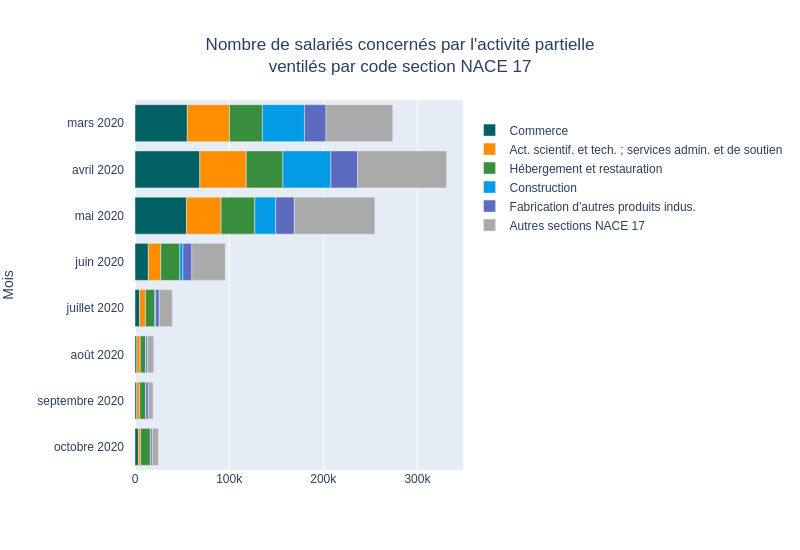 Nombre de salariés concernés par l'activité partielle
ventilés par code section NACE 17
Mois
mars 2020
avril 2020
mai 2020
juin 2020
juillet 2020
août 2020
septembre 2020
octobre 2020
0
100k
200k
300k
Commerce
Act. scientif. et tech. ; services admin. et de soutien
Hébergement et restauration
Construction
Fabrication d'autres produits indus.
Autres sections NACE 17